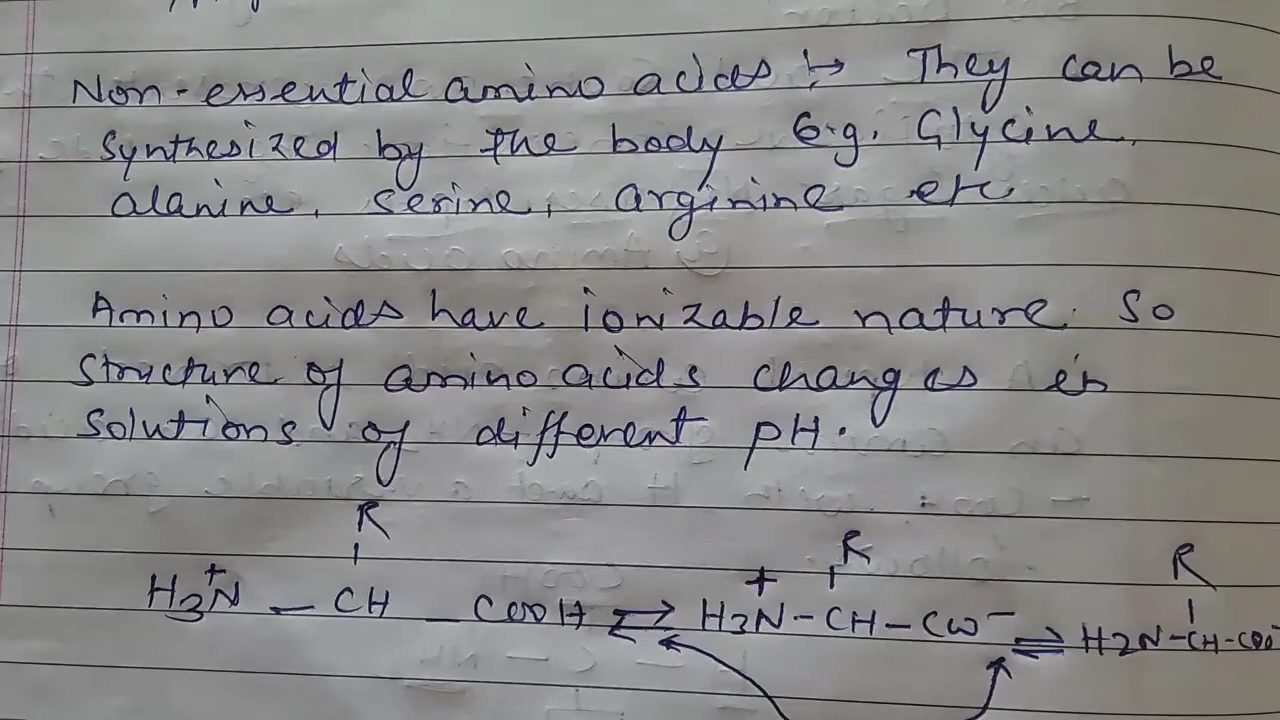 Non-essential amino acids :→ They can be
synthesized by the body E.g. Glycine,
alanine, serine, arginine etc
Amino acids have ionizable nature. So
structure of amino acids changes in
solutions of different pH.
R R R
H3N+ — CH — COOH ⇌ H3N+ – CH – COO⁻ ⇌ H2N – CH – COO⁻